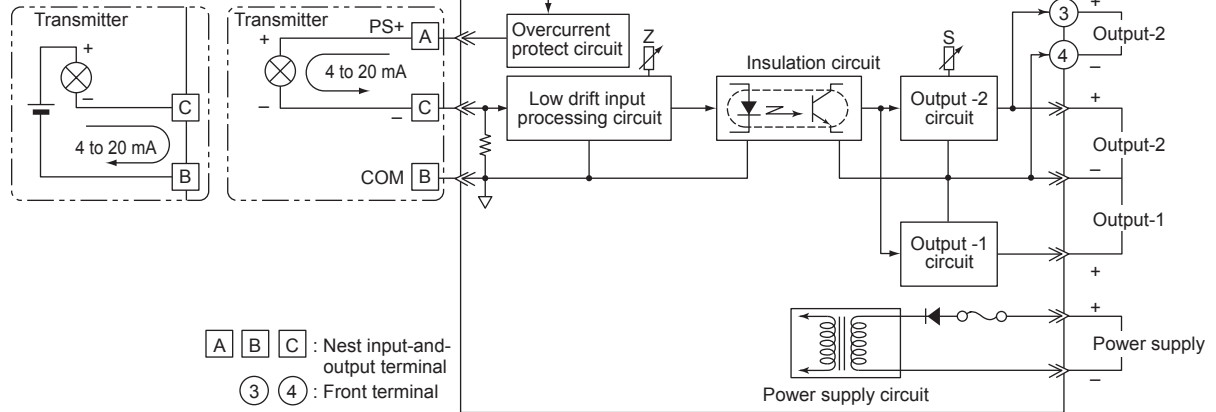 Transmitter
+
−
C
4 to 20 mA
B
Transmitter
PS+
A
+
4 to 20 mA
−
−
C
COM
B
Overcurrent
protect circuit
Z
Low drift input
processing circuit
Insulation circuit
S
Output -2
circuit
Output -1
circuit
3
+
Output-2
4
−
+
Output-2
−
Output-1
+
+
Power supply
−
Power supply circuit
A B C : Nest input-and-
output terminal
3 4 : Front terminal